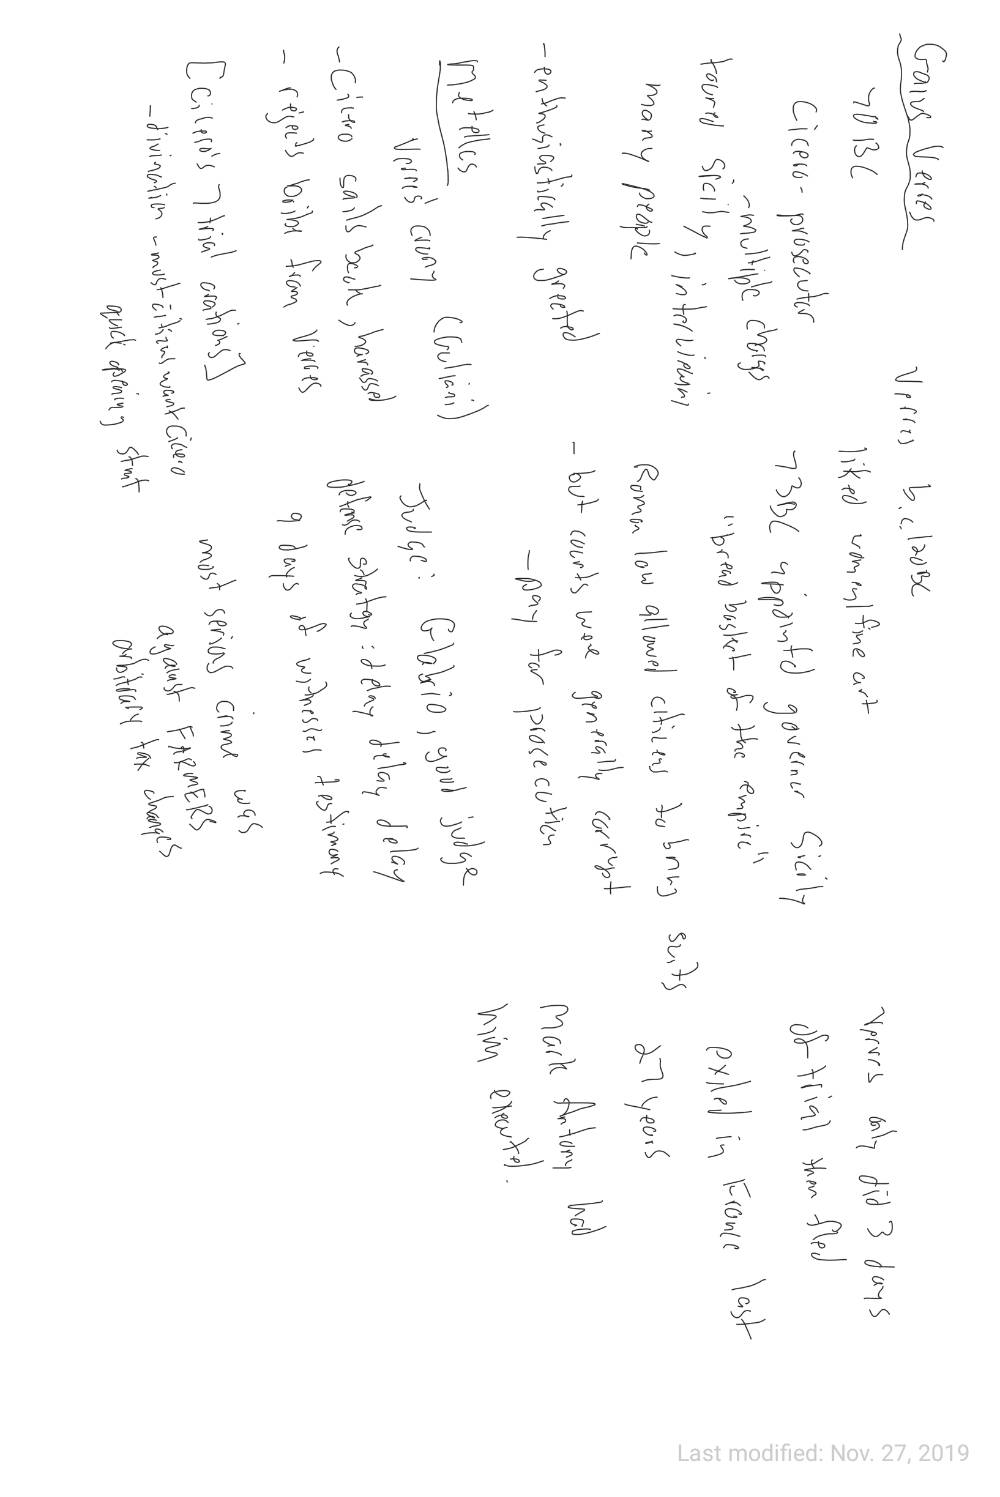 Gaius Verres
70 BC
Cicero - prosecutor
- multiple charges
toured Sicily, interviewing
many people
- enthusiastically greeted
Metellus
Verres' crony (Guliani)
- Cicero sails back, harassed
- rejects bribe from Verres
[Cicero's 7 trial orations]
- divination - most citizens want Cicero
quick opening stmt
Verres b.c.120BC
liked women/fine art
73BC appointd governor Sicily
"bread basket of the empire"
Roman law allowed citizens to bring suits
- but courts were generally corrupt
- pay for prosecution
Judge: Glabrio, good judge
defense stratgy: delay delay delay
9 days of witnesses testimony
most serious crime was
against FARMERS
arbitrary tax changes
Verres only did 3 days
of trial then fled
exiled in France last
27 years
Mark Antony had
him executed.
Last modified: Nov. 27, 2019